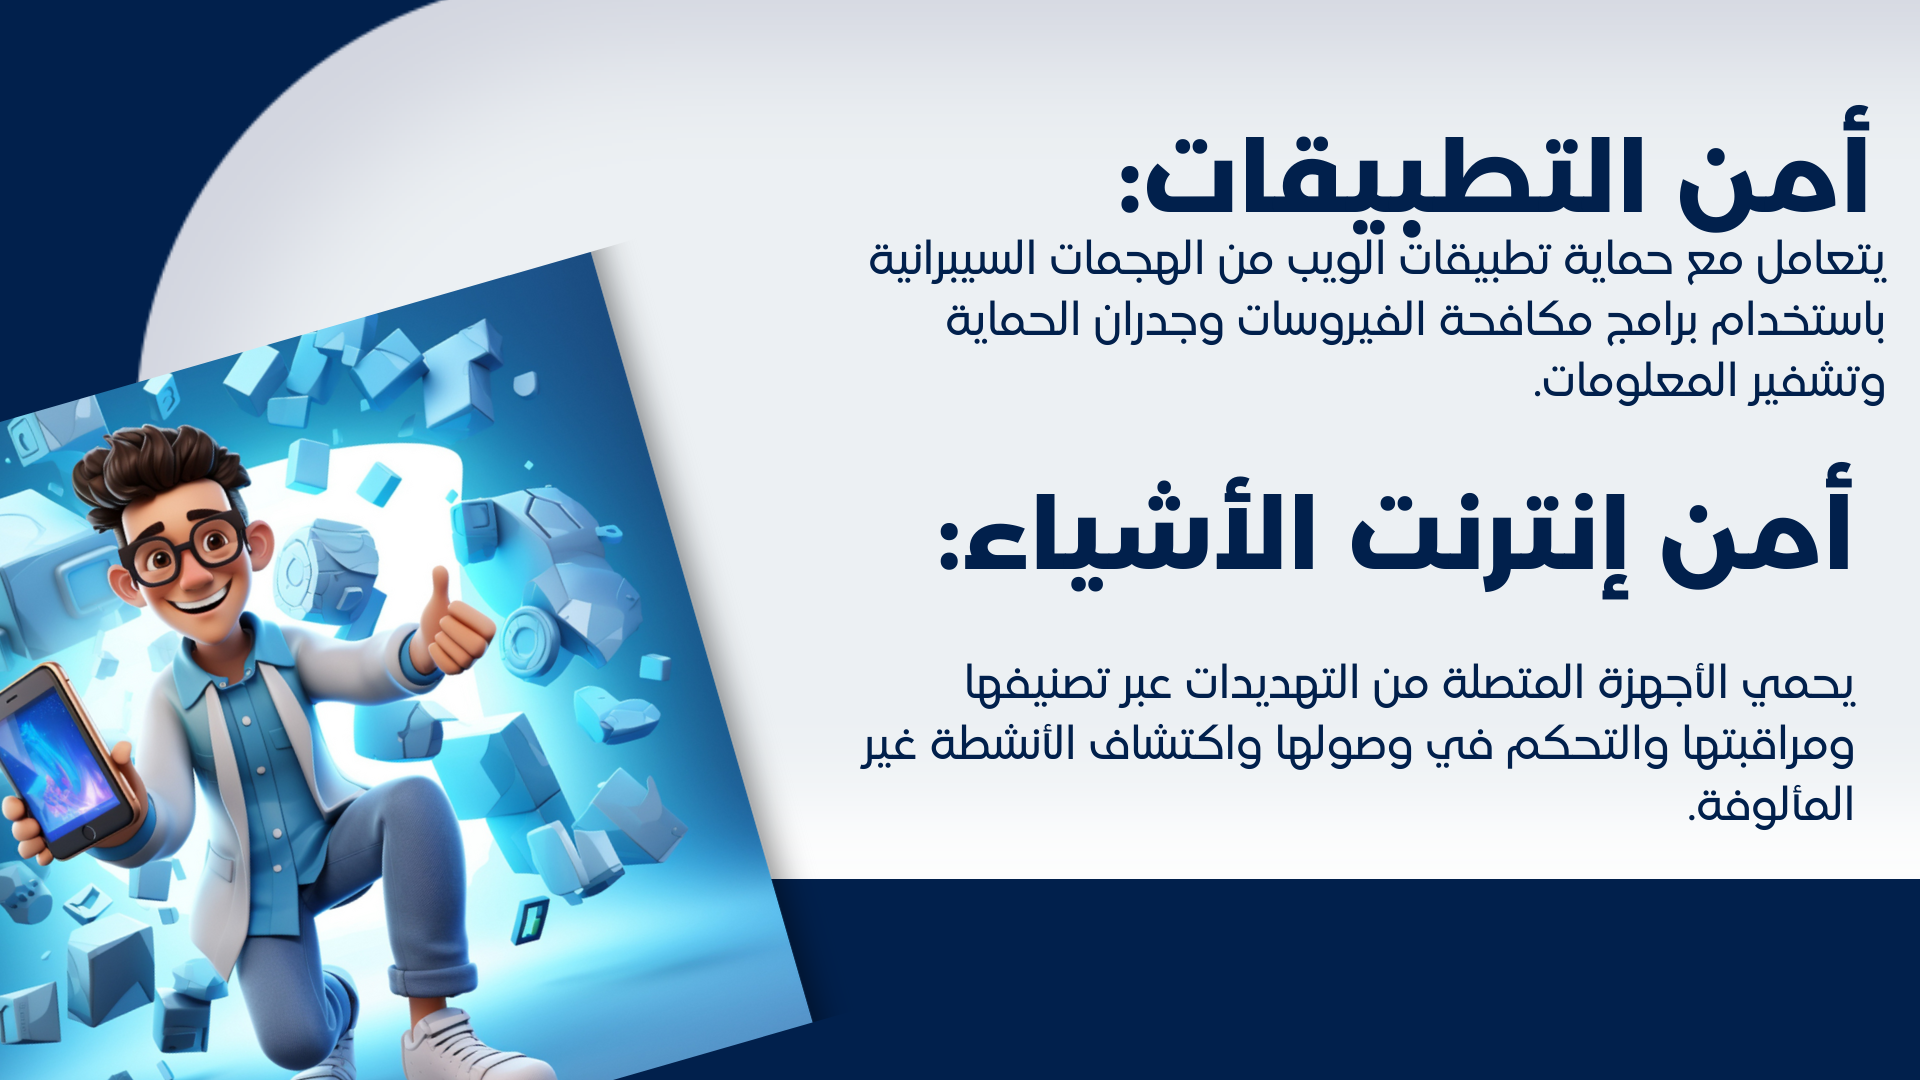 أمن التطبيقات:
يتعامل مع حماية تطبيقات الويب من الهجمات السيبرانية
باستخدام برامج مكافحة الفيروسات وجدران الحماية
وتشفير المعلومات.
أمن إنترنت الأشياء:
يحمي الأجهزة المتصلة من التهديدات عبر تصنيفها
ومراقبتها والتحكم في وصولها واكتشاف الأنشطة غير
المألوفة.